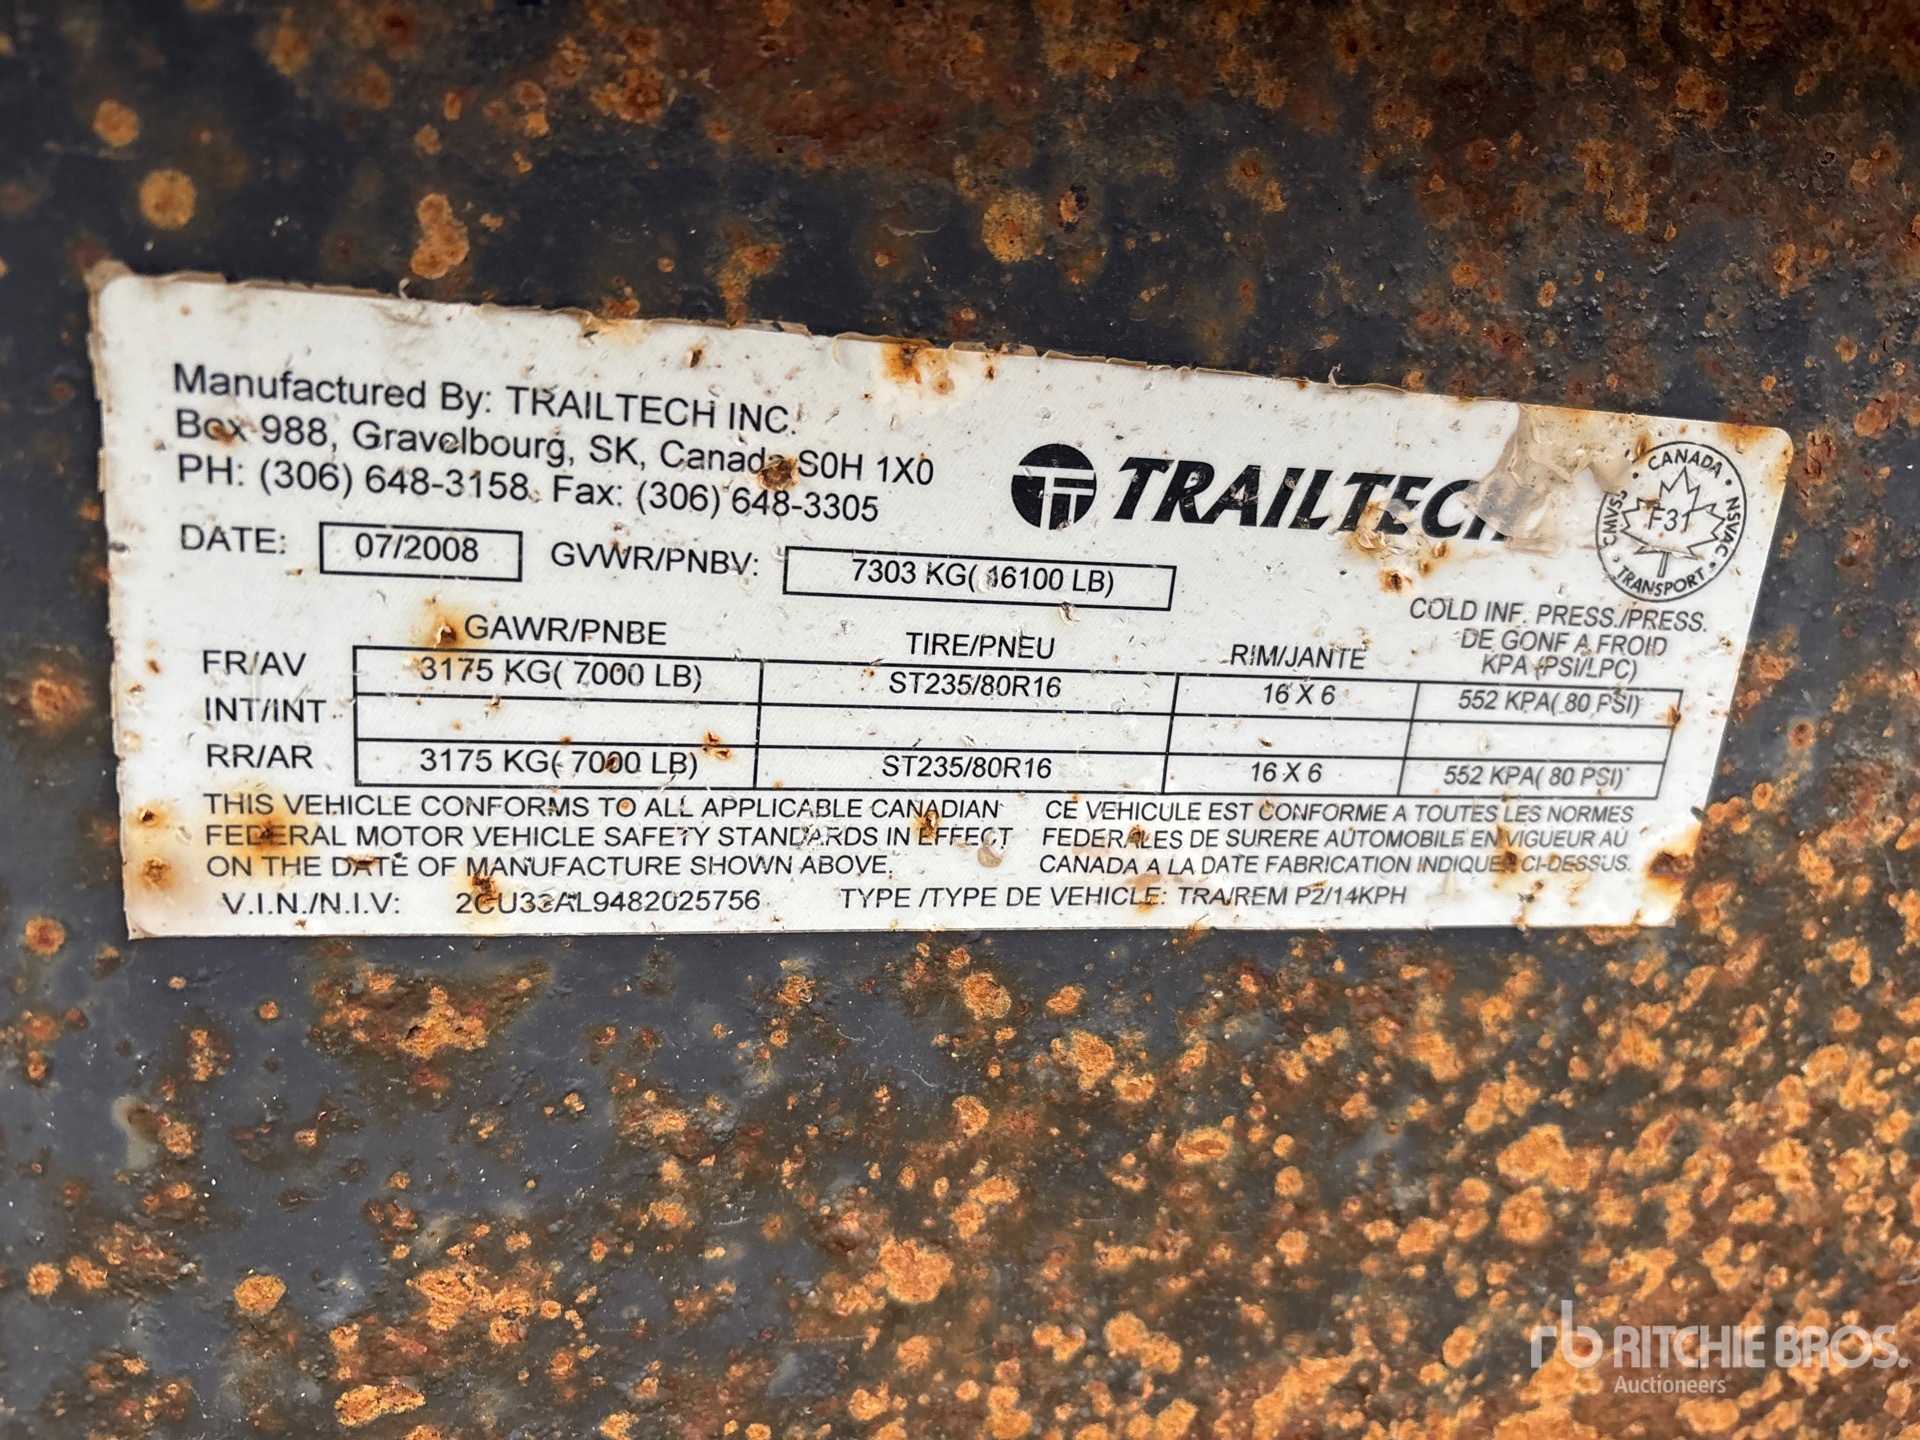 Manufactured By: TRAILTECH INC.
Box 988, Gravelbourg, SK, Canada S0H 1X0
PH: (306) 648-3158 Fax: (306) 648-3305
TRAILTECH
CANADA
CMVSS NSVAC
F31
TRANSPORT
DATE: 07/2008 GVWR/PNBV: 7303 KG( 16100 LB)
GAWR/PNBE TIRE/PNEU RIM/JANTE COLD INF. PRESS./PRESS.
DE GONF A FROID
KPA (PSI/LPC)
FR/AV 3175 KG( 7000 LB) ST235/80R16 16 X 6 552 KPA( 80 PSI)
INT/INT
RR/AR 3175 KG( 7000 LB) ST235/80R16 16 X 6 552 KPA( 80 PSI)
THIS VEHICLE CONFORMS TO ALL APPLICABLE CANADIAN
FEDERAL MOTOR VEHICLE SAFETY STANDARDS IN EFFECT
ON THE DATE OF MANUFACTURE SHOWN ABOVE.
CE VEHICULE EST CONFORME A TOUTES LES NORMES
FEDERALES DE SURERE AUTOMOBILE EN VIGUEUR AU
CANADA A LA DATE FABRICATION INDIQUE CI-DESSUS.
V.I.N./N.I.V: 2CU33AL9482025756 TYPE /TYPE DE VEHICLE: TRA/REM P2/14KPH
rb RITCHIE BROS.
Auctioneers